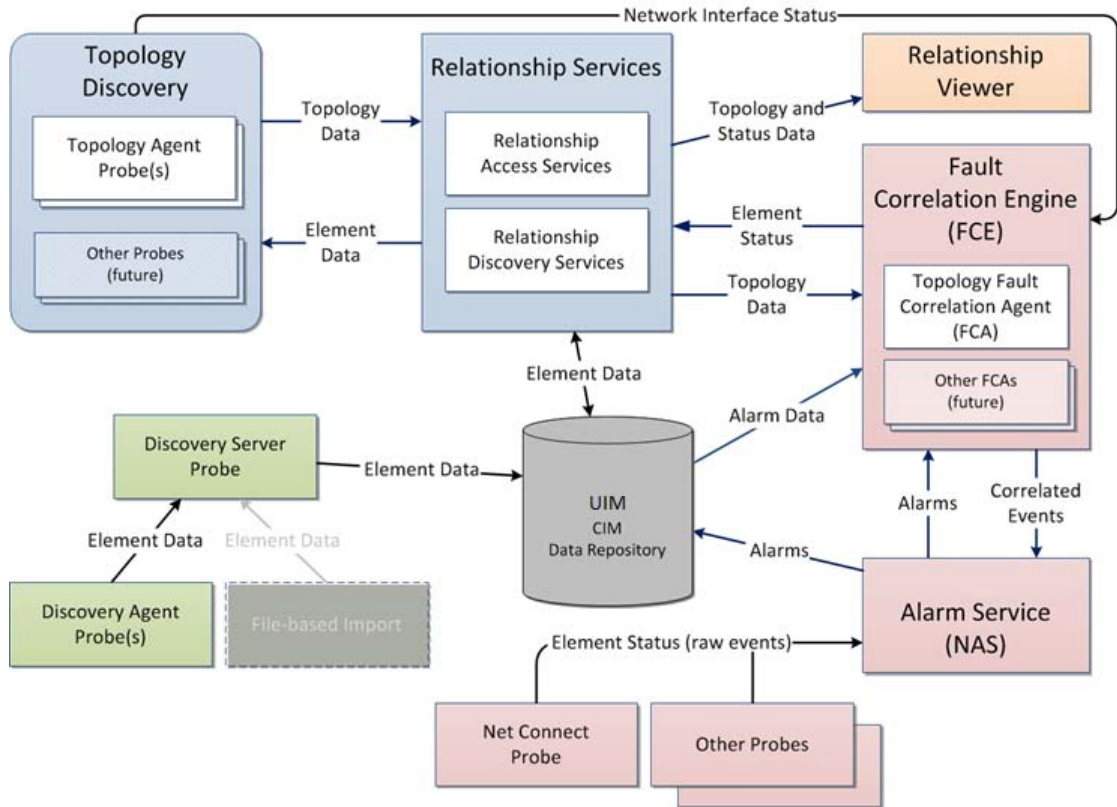 Network Interface Status
Topology
Discovery
Topology Agent
Probe(s)
Other Probes
(future)
Topology
Data
Element
Data
Relationship Services
Relationship
Access Services
Relationship
Discovery Services
Topology and
Status Data
Relationship
Viewer
Element
Status
Topology
Data
Fault
Correlation Engine
(FCE)
Topology Fault
Correlation Agent
(FCA)
Other FCAs
(future)
Element Data
Alarm Data
Discovery Server
Probe
Element Data
Element Data
Element Data
Discovery Agent
Probe(s)
File-based Import
UIM
CIM
Data Repository
Alarms
Alarms
Correlated
Events
Alarm Service
(NAS)
Element Status (raw events)
Net Connect
Probe
Other Probes